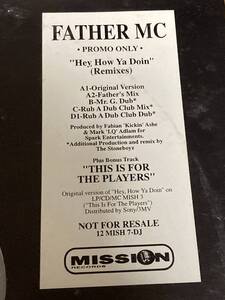 FATHER MC
• PROMO ONLY •
"Hey, How Ya Doin"
(Remixes)
A1-Original Version
A2-Father's Mix
B-Mr. G. Dub*
C-Rub A Dub Club Mix*
D1-Rub A Dub Club Dub*
Produced by Fabian 'Kickin' Ashe
& Mark 'I.Q' Adlam for
Spark Entertainments.
*Additional Production and remix by
The Stoneboyz
Plus Bonus Track
"THIS IS FOR
THE PLAYERS"
Original version of "Hey, How Ya Doin" on
LP/CD/MC MISH 3
("This Is For The Players")
Distributed by Sony/3MV
NOT FOR RESALE
12 MISH 7-DJ
MISSION
RECORDS